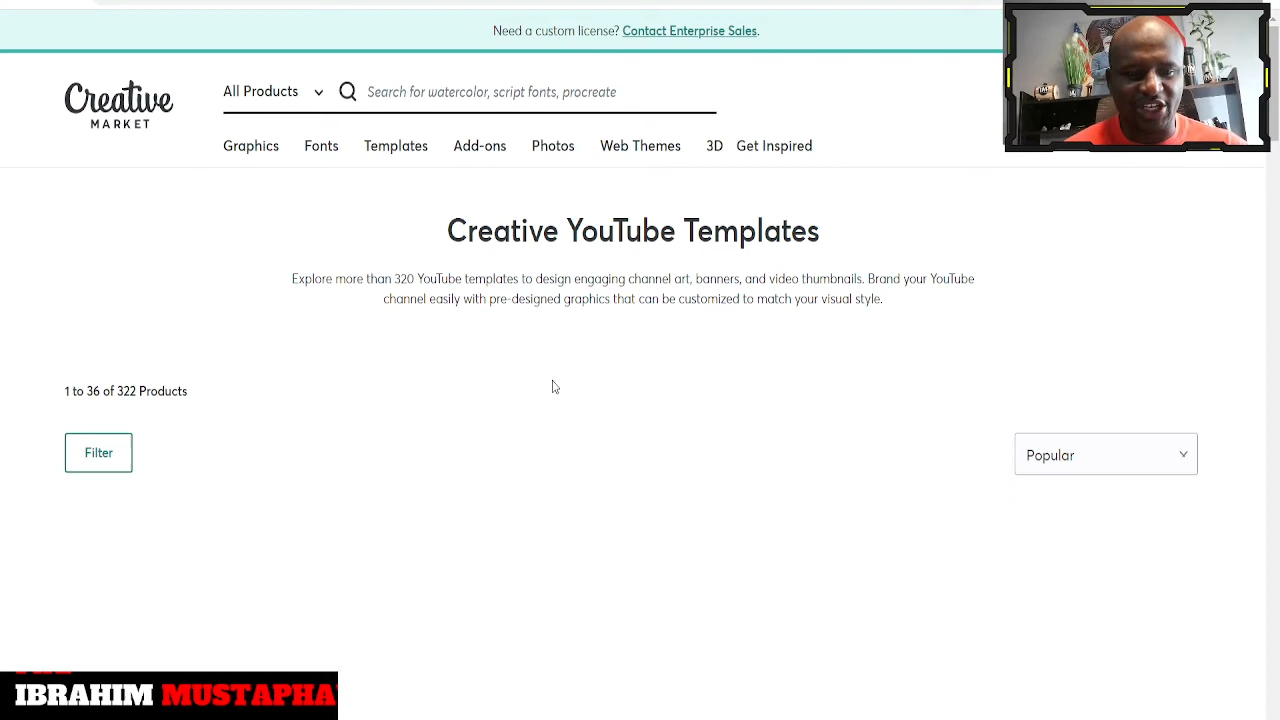 Need a custom license? Contact Enterprise Sales.
All Products
Search for watercolor, script fonts, procreate
Creative
MARKET
Graphics Fonts Templates Add-ons Photos Web Themes 3D Get Inspired
Creative YouTube Templates
Explore more than 320 YouTube templates to design engaging channel art, banners, and video thumbnails. Brand your YouTube
channel easily with pre-designed graphics that can be customized to match your visual style.
1 to 36 of 322 Products
Filter
Popular
IBRAHIM MUSTAPHA